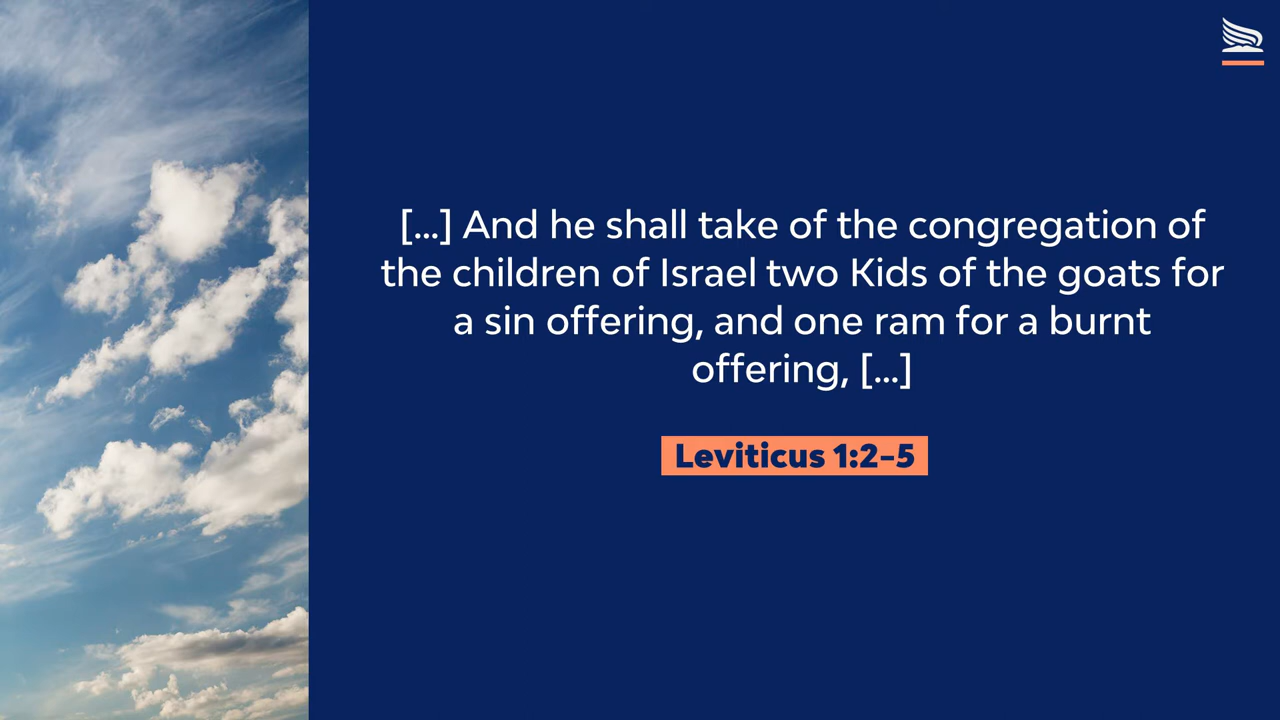 [...] And he shall take of the congregation of
the children of Israel two Kids of the goats for
a sin offering, and one ram for a burnt
offering, [...]
Leviticus 1:2–5